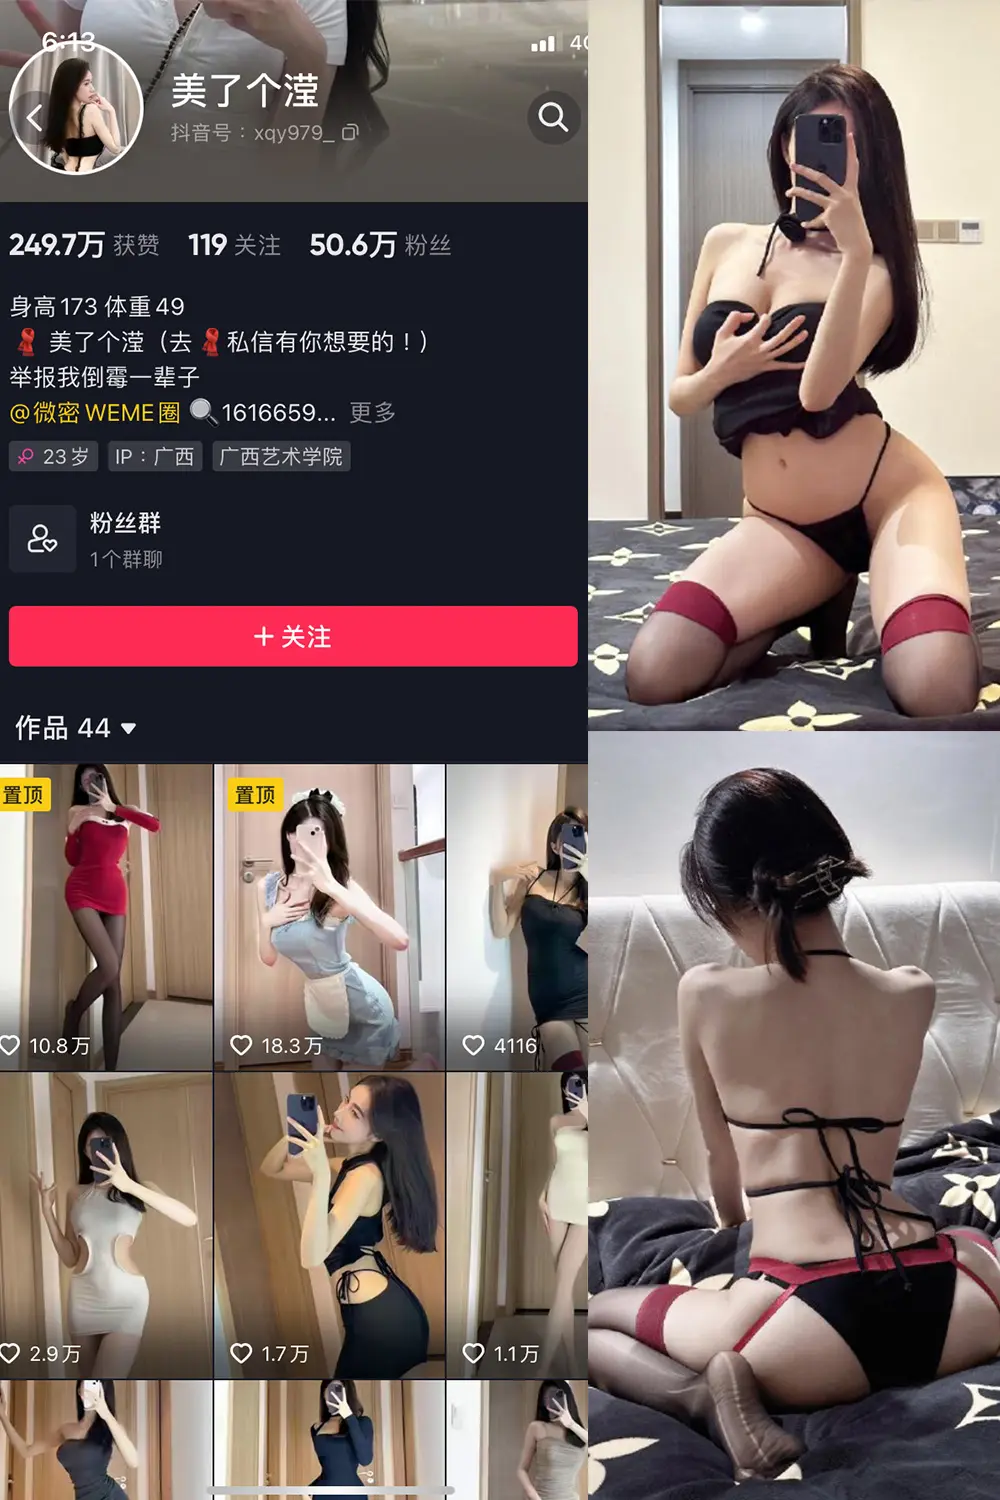 6:13
4G
美了个滢
抖音号：xqy979_
249.7万 获赞 119 关注 50.6万 粉丝
身高173 体重49
美了个滢（去 私信有你想要的！）
举报我倒霉一辈子
@微密 WEME圈 1616659... 更多
23岁 IP：广西 广西艺术学院
粉丝群
1个群聊
+ 关注
作品 44
置顶 置顶
10.8万 18.3万 4116
2.9万 1.7万 1.1万